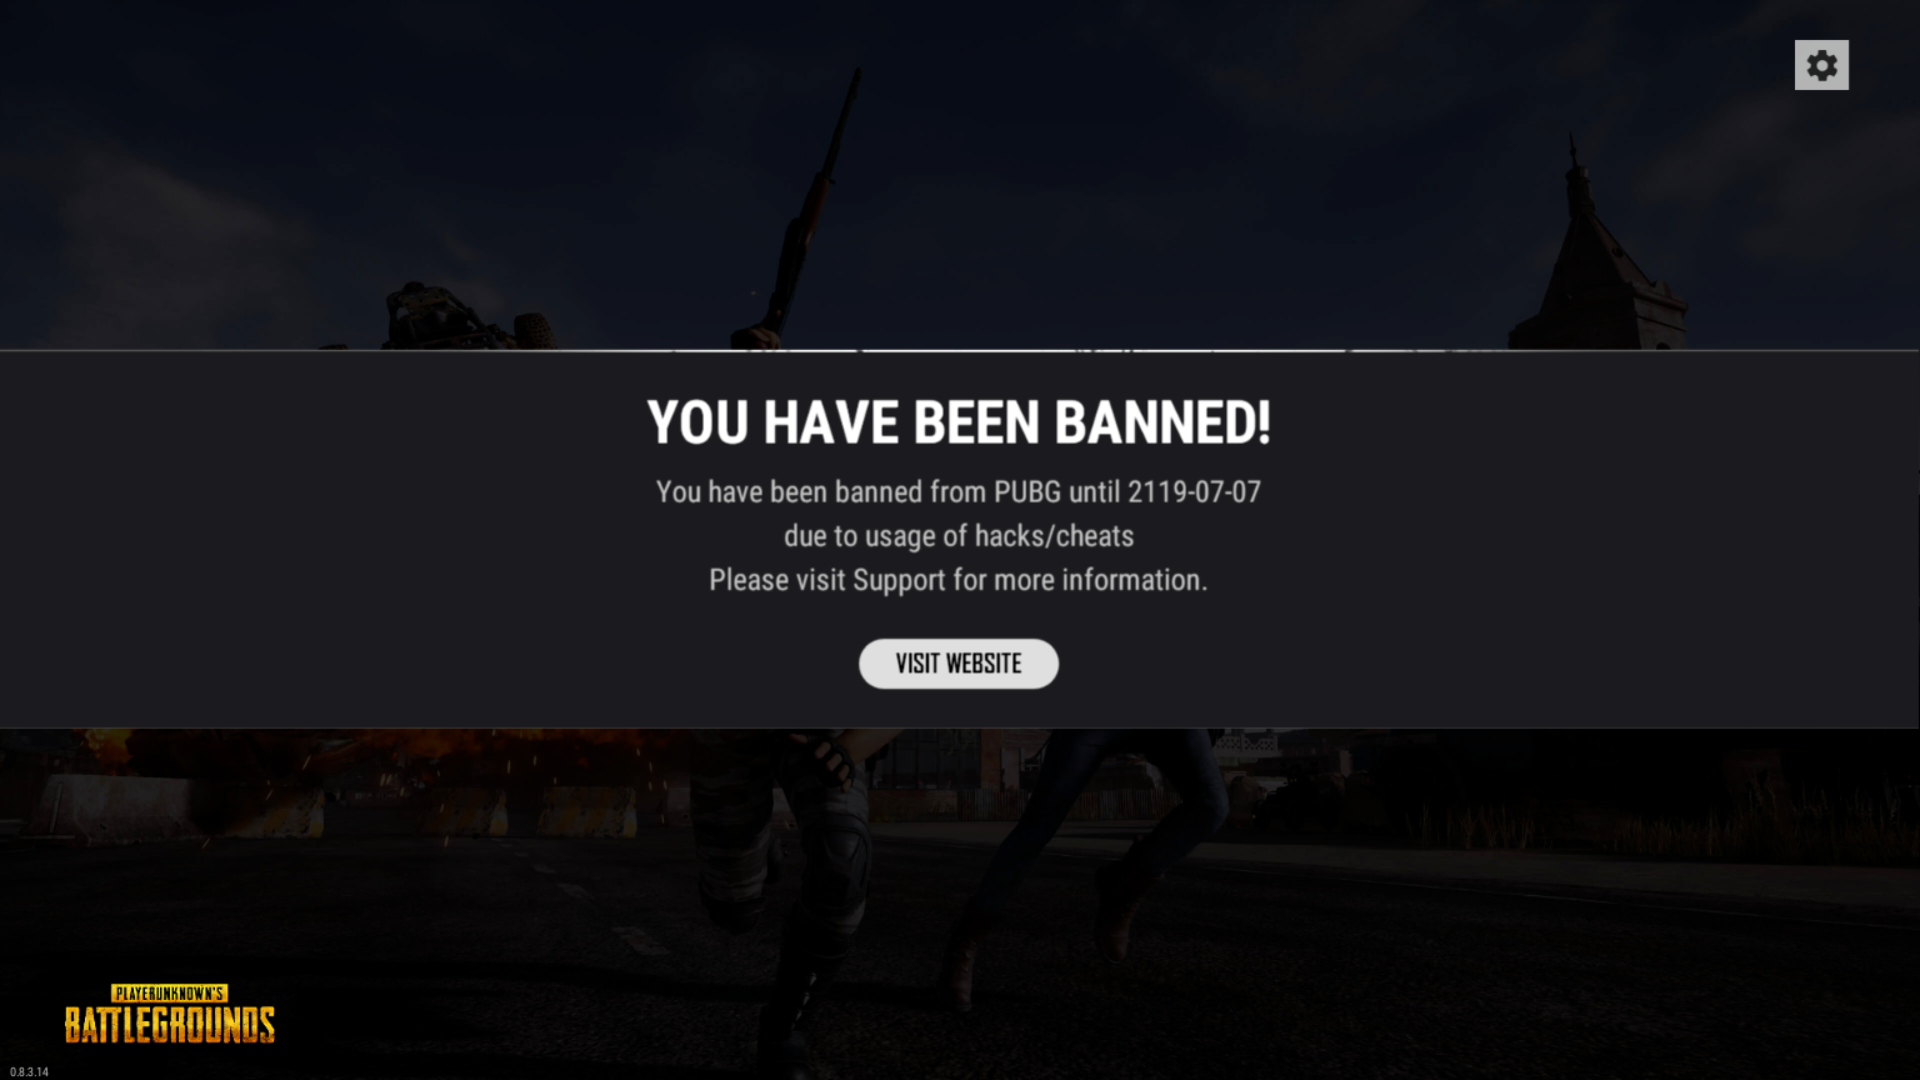 YOU HAVE BEEN BANNED!
You have been banned from PUBG until 2119-07-07
due to usage of hacks/cheats
Please visit Support for more information.
VISIT WEBSITE
PLAYERUNKNOWN'S
BATTLEGROUNDS
0.8.3.14